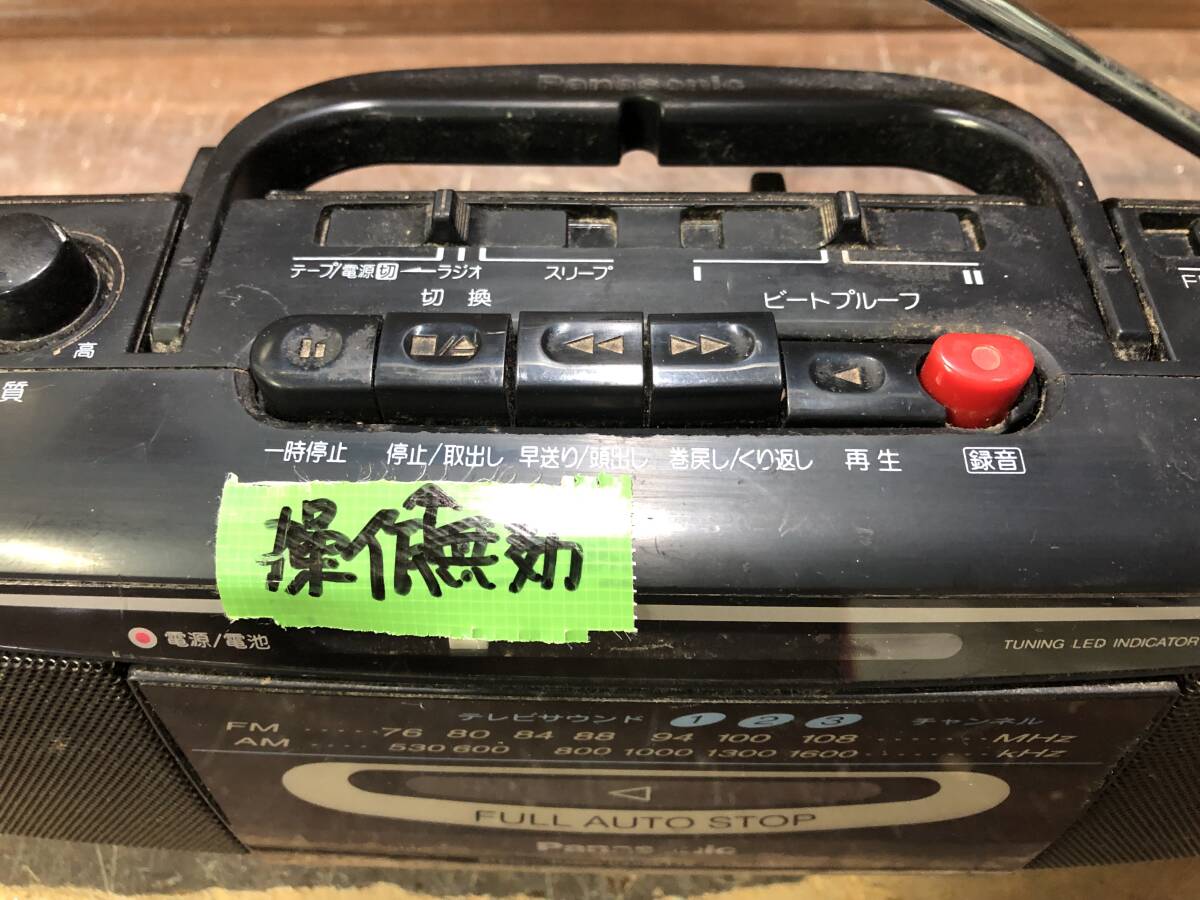 Panasonic
テープ/電源切 ラジオ スリープ I II
切換 ビートプルーフ
高
質
一時停止 停止/取出し 早送り/頭出し 巻戻し/くり返し 再生 録音
操作無効
電源/電池 TUNING LED INDICATOR
テレビサウンド 1 2 3 チャンネル
FM 76 80 84 88 94 100 108 MHz
AM 530 600 800 1000 1300 1600 kHz
FULL AUTO STOP
Panasonic